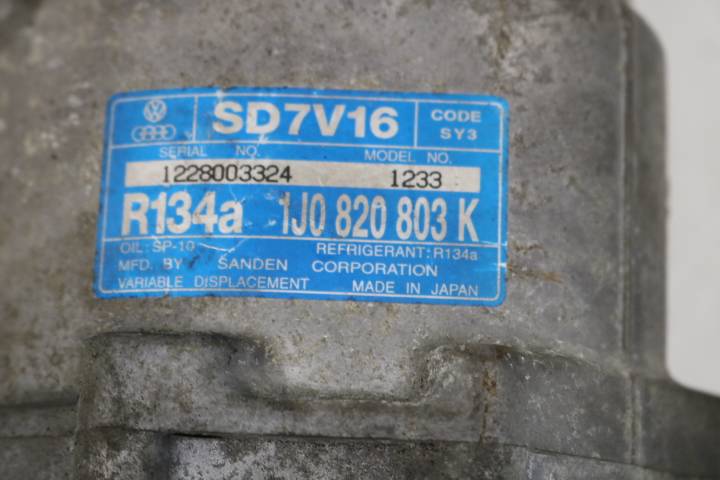 SD7V16 CODE SY3
SERIAL NO. MODEL NO.
1228003324 1233
R134a 1J0 820 803 K
OIL: SP-10 REFRIGERANT: R134a
MFD. BY SANDEN CORPORATION
VARIABLE DISPLACEMENT MADE IN JAPAN